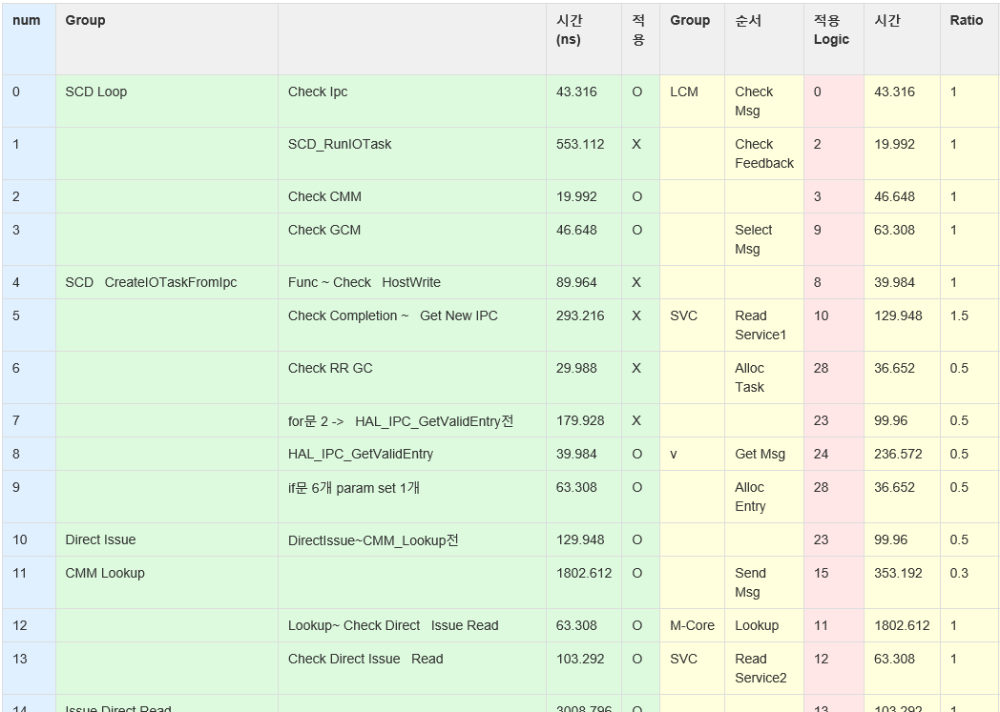 num Group 시간 (ns) 적용 Group 순서 적용 Logic 시간 Ratio
0 SCD Loop Check Ipc 43.316 O LCM Check Msg 0 43.316 1
1 SCD_RunIOTask 553.112 X Check Feedback 2 19.992 1
2 Check CMM 19.992 O 3 46.648 1
3 Check GCM 46.648 O Select Msg 9 63.308 1
4 SCD CreateIOTaskFromIpc Func ~ Check HostWrite 89.964 X 8 39.984 1
5 Check Completion ~ Get New IPC 293.216 X SVC Read Service1 10 129.948 1.5
6 Check RR GC 29.988 X Alloc Task 28 36.652 0.5
7 for문 2 -> HAL_IPC_GetValidEntry전 179.928 X 23 99.96 0.5
8 HAL_IPC_GetValidEntry 39.984 O v Get Msg 24 236.572 0.5
9 if문 6개 param set 1개 63.308 O Alloc Entry 28 36.652 0.5
10 Direct Issue DirectIssue~CMM_Lookup전 129.948 O 23 99.96 0.5
11 CMM Lookup 1802.612 O Send Msg 15 353.192 0.3
12 Lookup~ Check Direct Issue Read 63.308 O M-Core Lookup 11 1802.612 1
13 Check Direct Issue Read 103.292 O SVC Read Service2 12 63.308 1
14 Issue Direct Read 3008.796 O 13 103.292 1